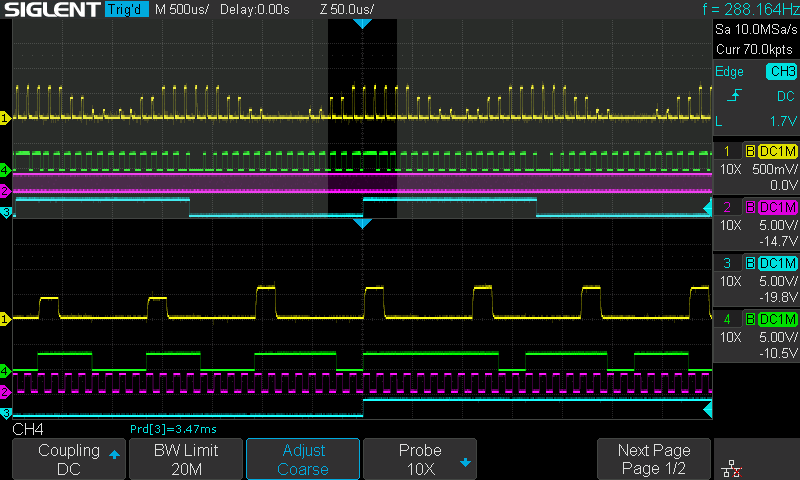 SIGLENT Trig'd M 500us/ Delay:0.00s Z 50.0us/ f = 288.164Hz
Sa 10.0MSa/s
Curr 70.0kpts
Edge CH3
DC
L 1.7V
1 B DC1M
10X 500mV/
0.0V
2 B DC1M
10X 5.00V/
-14.7V
3 B DC1M
10X 5.00V/
-19.8V
4 B DC1M
10X 5.00V/
-10.5V
1
4
2
3
1
4
2
3
CH4 Prd[3]=3.47ms
Coupling
DC
BW Limit
20M
Adjust
Coarse
Probe
10X
Next Page
Page 1/2